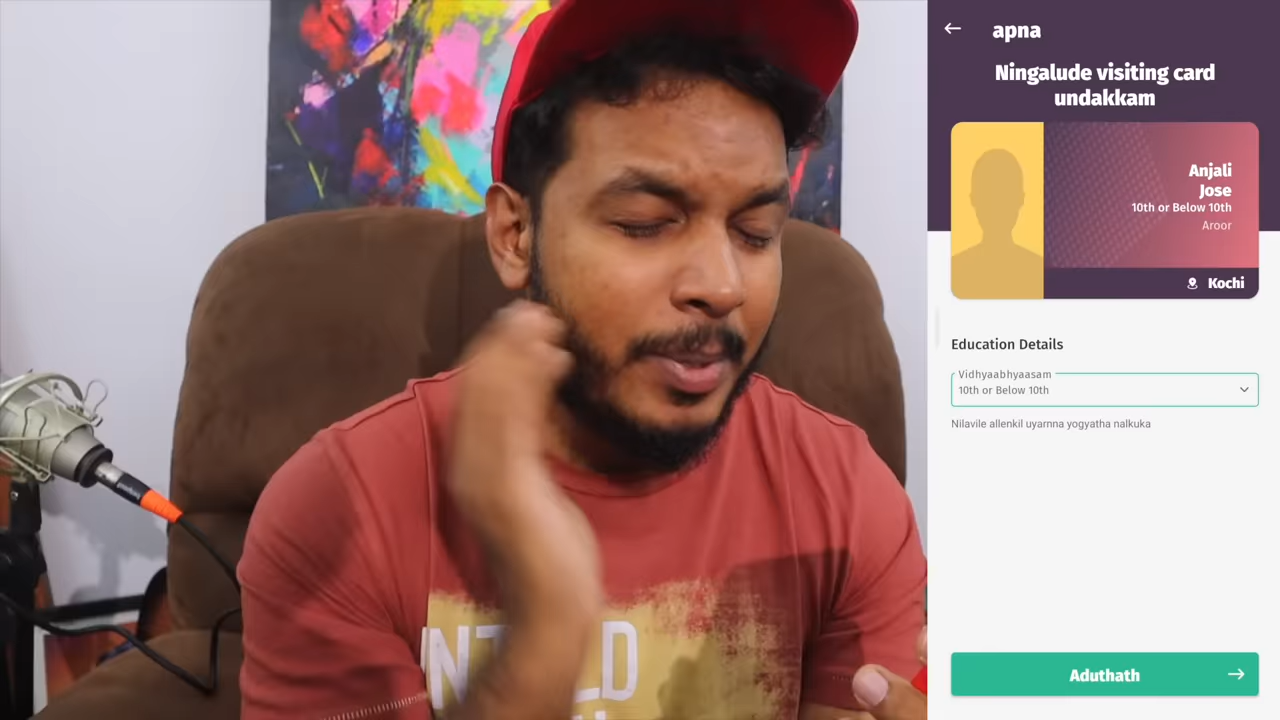 apna
Ningalude visiting card
undakkam
Anjali
Jose
10th or Below 10th
Aroor
Kochi
Education Details
Vidhyaabhyaasam
10th or Below 10th
Nilavile allenkil uyarnna yogyatha nalkuka
Aduthath